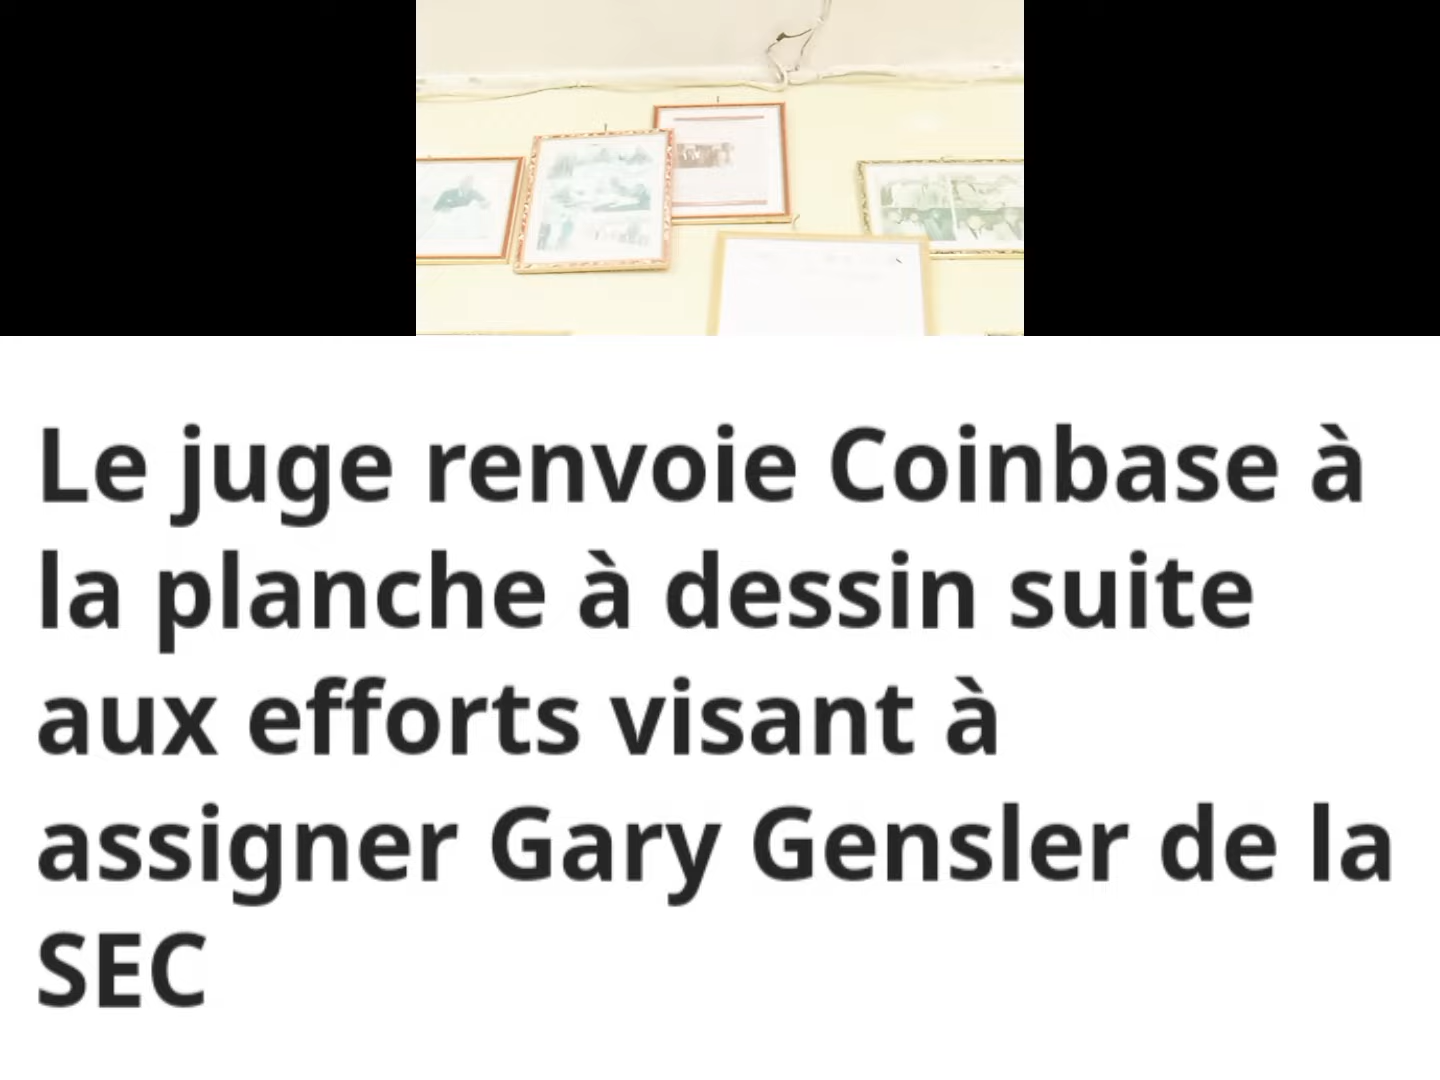 Le juge renvoie Coinbase à
la planche à dessin suite
aux efforts visant à
assigner Gary Gensler de la
SEC